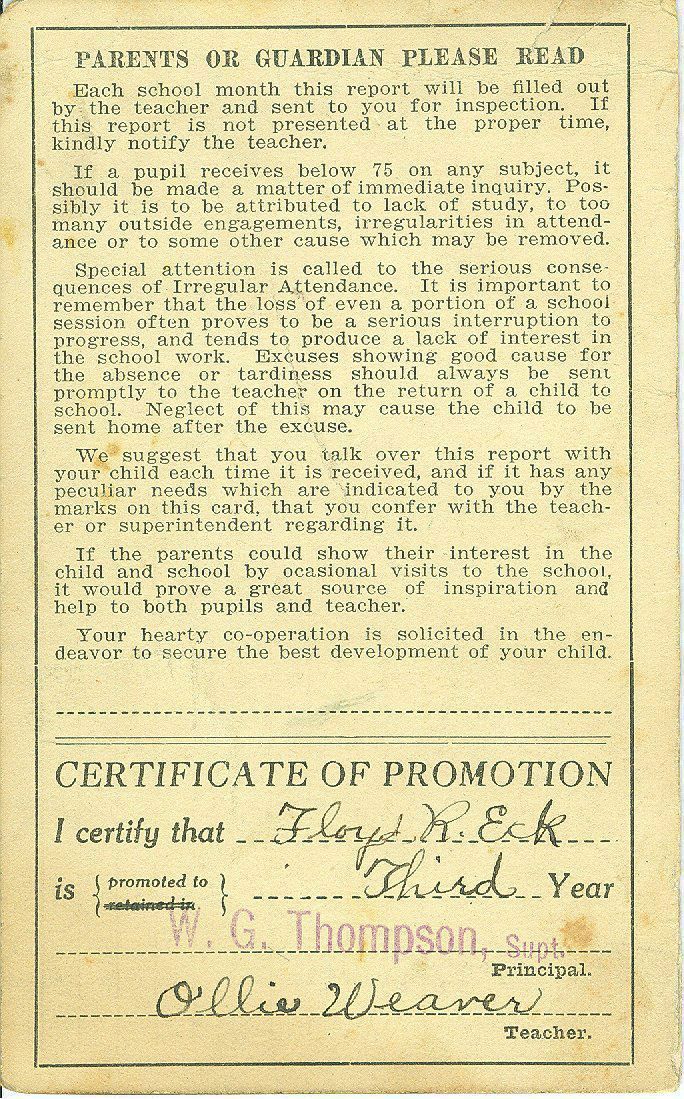 PARENTS OR GUARDIAN PLEASE READ
Each school month this report will be filled out
by the teacher and sent to you for inspection. If
this report is not presented at the proper time,
kindly notify the teacher.
If a pupil receives below 75 on any subject, it
should be made a matter of immediate inquiry. Pos-
sibly it is to be attributed to lack of study, to too
many outside engagements, irregularities in attend-
ance or to some other cause which may be removed.
Special attention is called to the serious conse-
quences of Irregular Attendance. It is important to
remember that the loss of even a portion of a school
session often proves to be a serious interruption to
progress, and tends to produce a lack of interest in
the school work. Excuses showing good cause for
the absence or tardiness should always be sent
promptly to the teacher on the return of a child to
school. Neglect of this may cause the child to be
sent home after the excuse.
We suggest that you talk over this report with
your child each time it is received, and if it has any
peculiar needs which are indicated to you by the
marks on this card, that you confer with the teach-
er or superintendent regarding it.
If the parents could show their interest in the
child and school by ocasional visits to the school,
it would prove a great source of inspiration and
help to both pupils and teacher.
Your hearty co-operation is solicited in the en-
deavor to secure the best development of your child.
CERTIFICATE OF PROMOTION
I certify that Floyd R. Eck
is { promoted to retained in } Third Year
W. G. Thompson, Supt.
Principal.
Ollie Weaver
Teacher.